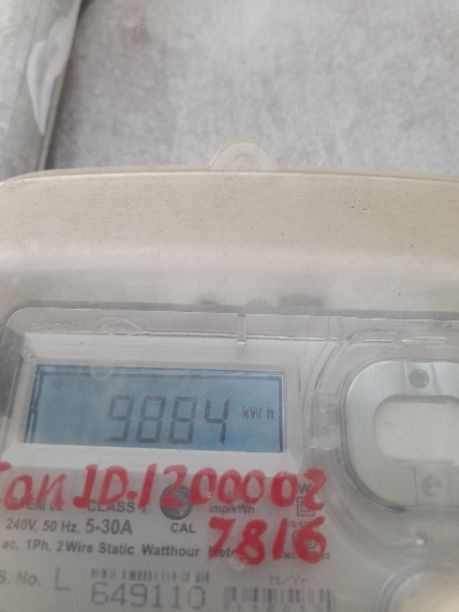 9884 kWh
Con ID.1200002
7816
CLASS 1
imp/kWh
240V, 50 Hz, 5-30A
CAL
ac, 1Ph, 2 Wire Static Watthour
S. No. L
649110